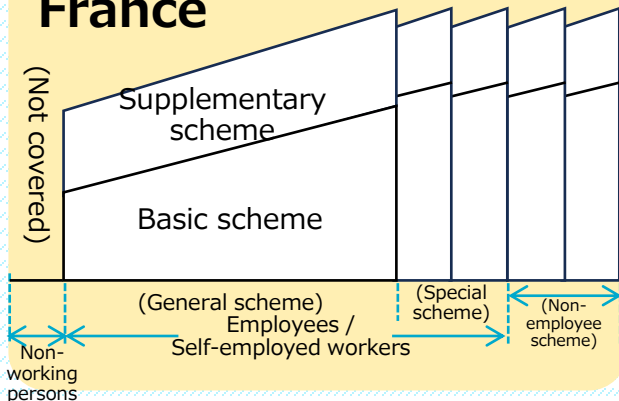 France
(Not covered)
Supplementary
scheme
Basic scheme
(General scheme)
(Special
scheme)
(Non-
employee
scheme)
Employees /
Self-employed workers
Non-
working
persons